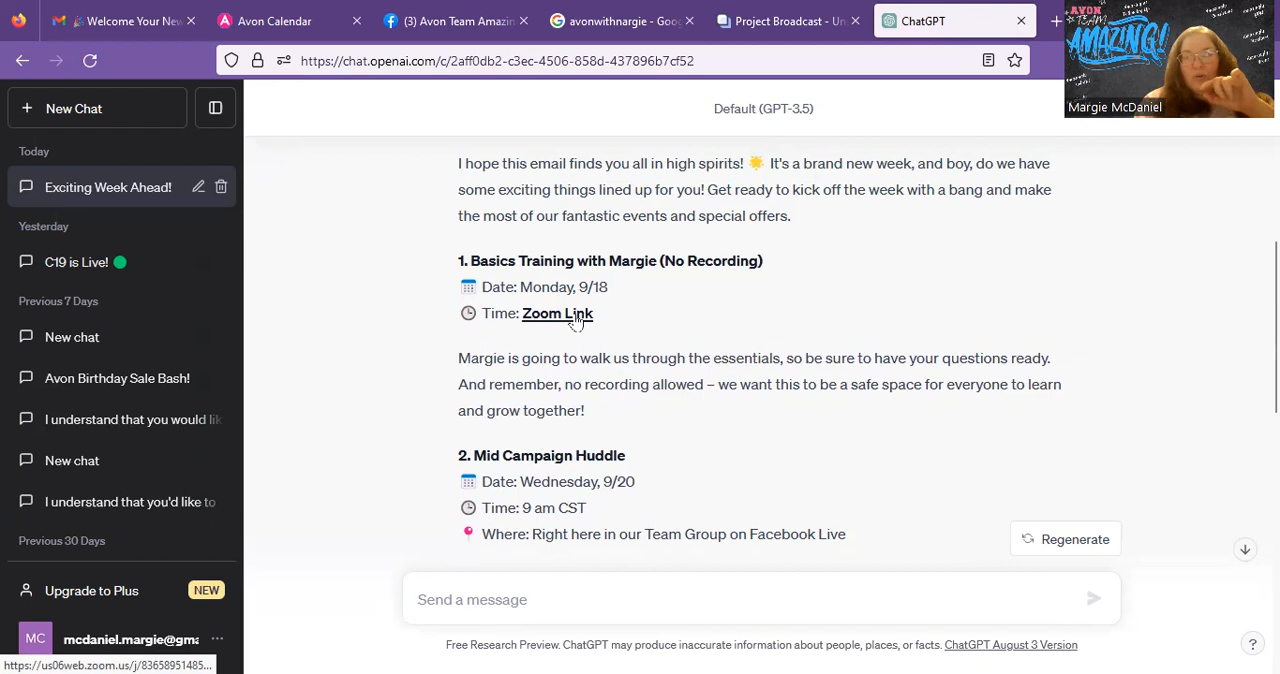 🎉 Welcome Your New
Avon Calendar
(3) Avon Team Amazin
avonwithnargie - Goo
Project Broadcast - Un
ChatGPT
https://chat.openai.com/c/2aff0db2-c3ec-4506-858d-437896b7cf52
AVON
TEAM
AMAZING!
Margie McDaniel
New Chat
Default (GPT-3.5)
Today
Exciting Week Ahead!
Yesterday
C19 is Live!
Previous 7 Days
New chat
Avon Birthday Sale Bash!
I understand that you would lik
New chat
I understand that you'd like to
Previous 30 Days
Upgrade to Plus
NEW
MC
mcdaniel.margie@gma
https://us06web.zoom.us/j/83658951485...
I hope this email finds you all in high spirits! 🌟 It's a brand new week, and boy, do we have
some exciting things lined up for you! Get ready to kick off the week with a bang and make
the most of our fantastic events and special offers.
1. Basics Training with Margie (No Recording)
📅 Date: Monday, 9/18
🕒 Time: Zoom Link
Margie is going to walk us through the essentials, so be sure to have your questions ready.
And remember, no recording allowed – we want this to be a safe space for everyone to learn
and grow together!
2. Mid Campaign Huddle
📅 Date: Wednesday, 9/20
🕒 Time: 9 am CST
📍 Where: Right here in our Team Group on Facebook Live
Regenerate
Send a message
Free Research Preview. ChatGPT may produce inaccurate information about people, places, or facts. ChatGPT August 3 Version
?